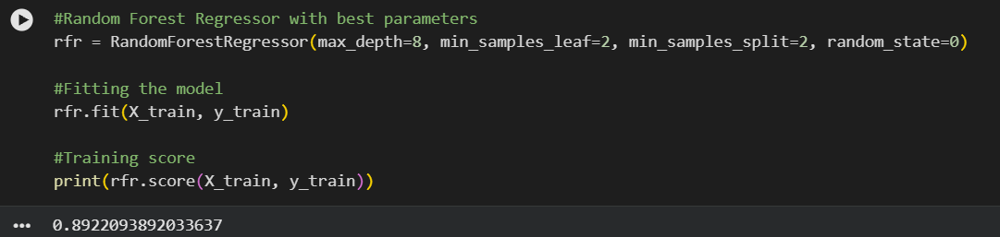 #Random Forest Regressor with best parameters
rfr = RandomForestRegressor(max_depth=8, min_samples_leaf=2, min_samples_split=2, random_state=0)
#Fitting the model
rfr.fit(X_train, y_train)
#Training score
print(rfr.score(X_train, y_train))
0.8922093892033637